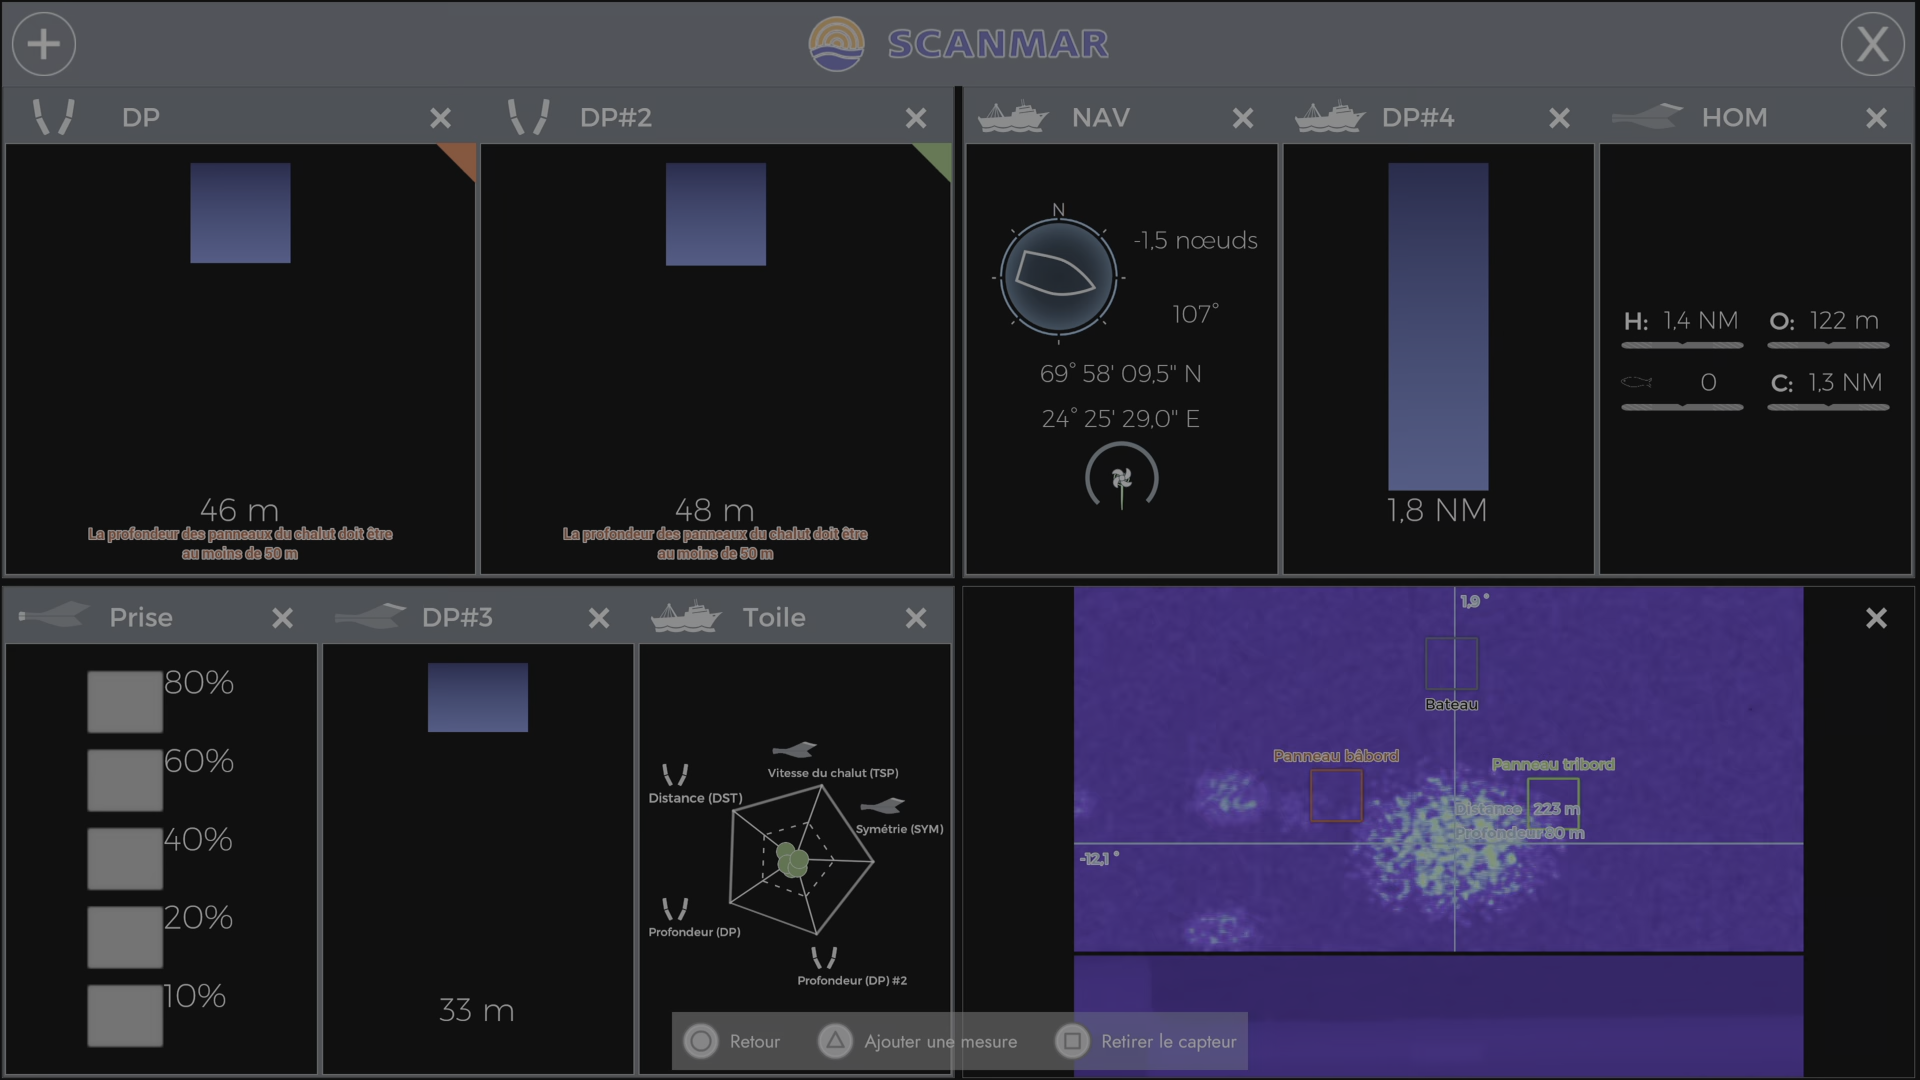 SCANMAR
DP
DP#2
NAV
DP#4
HOM
46 m
La profondeur des panneaux du chalut doit être
au moins de 50 m
48 m
La profondeur des panneaux du chalut doit être
au moins de 50 m
N
-1,5 nœuds
107°
69° 58' 09,5" N
24° 25' 29,0" E
1,8 NM
H: 1,4 NM
O: 122 m
0
C: 1,3 NM
Prise
DP#3
Toile
80%
60%
40%
20%
10%
33 m
Vitesse du chalut (TSP)
Distance (DST)
Symétrie (SYM)
Profondeur (DP)
Profondeur (DP) #2
1,9 °
Bateau
Panneau bâbord
Panneau tribord
Distance 223 m
Profondeur 80 m
-12,1 °
Retour
Ajouter une mesure
Retirer le capteur